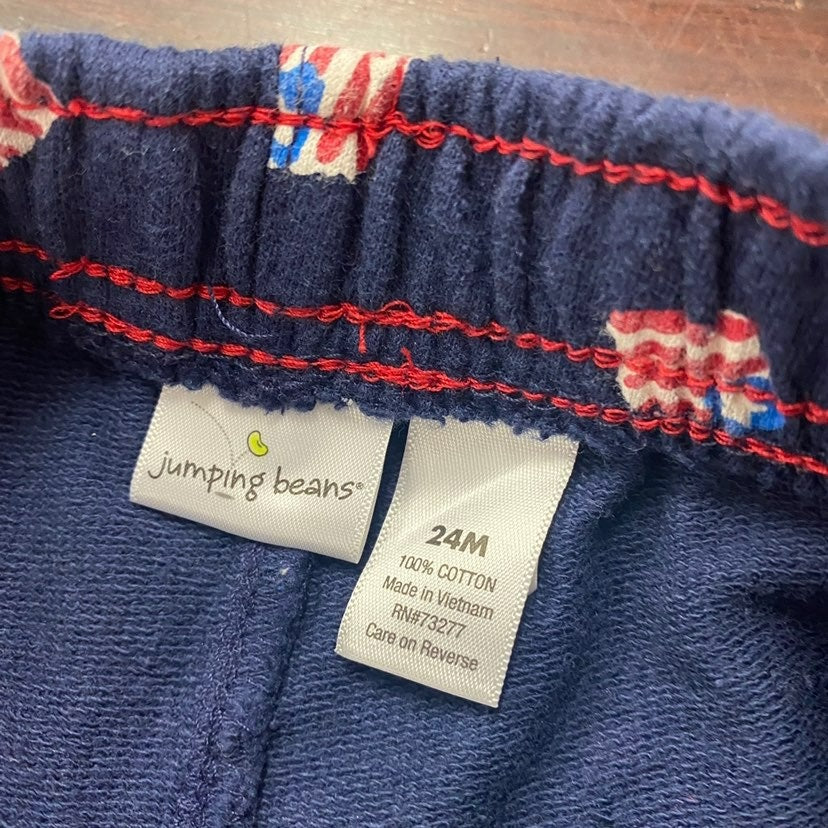 jumping beans®
24M
100% COTTON
Made in Vietnam
RN#73277
Care on Reverse